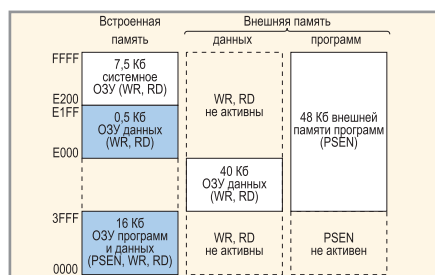 Встроенная
память
Внешняя память
данных
программ
FFFF
E200
E1FF
E000
3FFF
0000
7,5 Кб
системное
ОЗУ (WR, RD)
0,5 Кб
ОЗУ данных
(WR, RD)
16 Кб
ОЗУ программ
и данных
(PSEN, WR, RD)
WR, RD
не активны
40 Кб
ОЗУ данных
(WR, RD)
WR, RD
не активны
48 Кб внешней
памяти программ
(PSEN)
PSEN
не активен